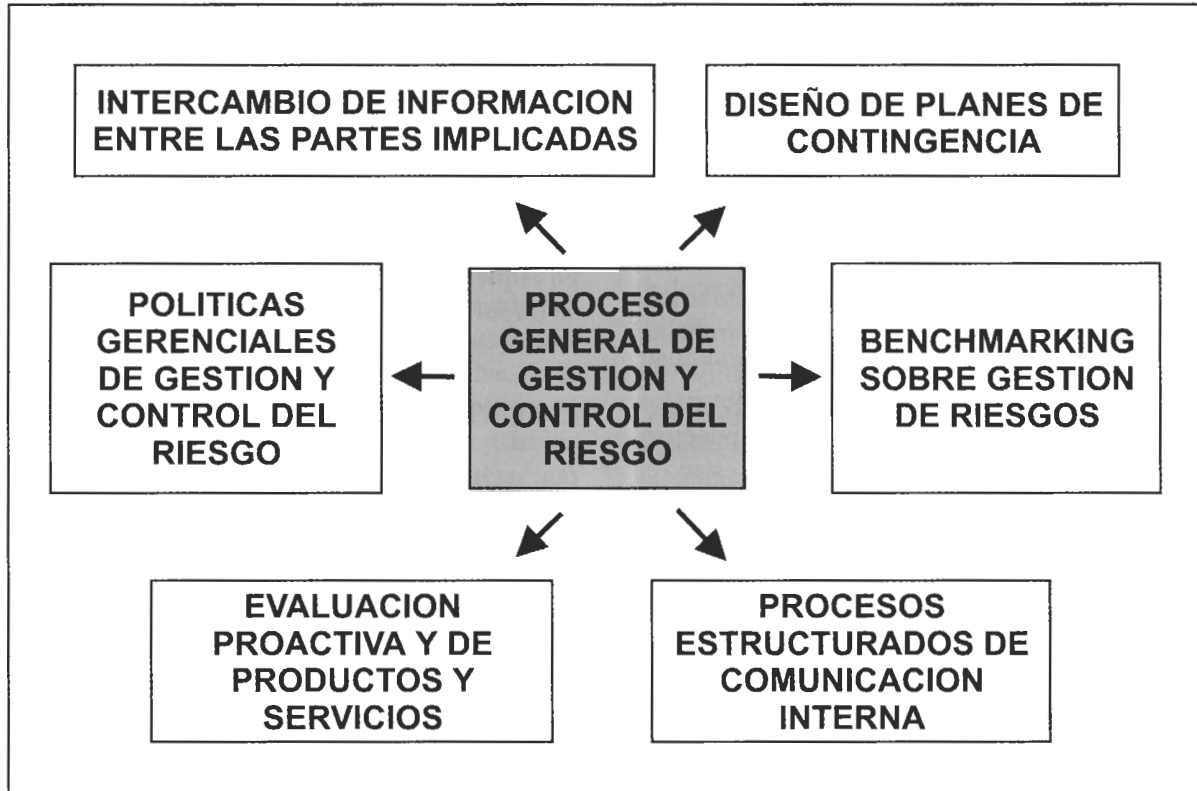 INTERCAMBIO DE INFORMACION
ENTRE LAS PARTES IMPLICADAS
DISEÑO DE PLANES DE
CONTINGENCIA
POLITICAS
GERENCIALES
DE GESTION Y
CONTROL DEL
RIESGO
PROCESO
GENERAL DE
GESTION Y
CONTROL DEL
RIESGO
BENCHMARKING
SOBRE GESTION
DE RIESGOS
EVALUACION
PROACTIVA Y DE
PRODUCTOS Y
SERVICIOS
PROCESOS
ESTRUCTURADOS DE
COMUNICACION
INTERNA